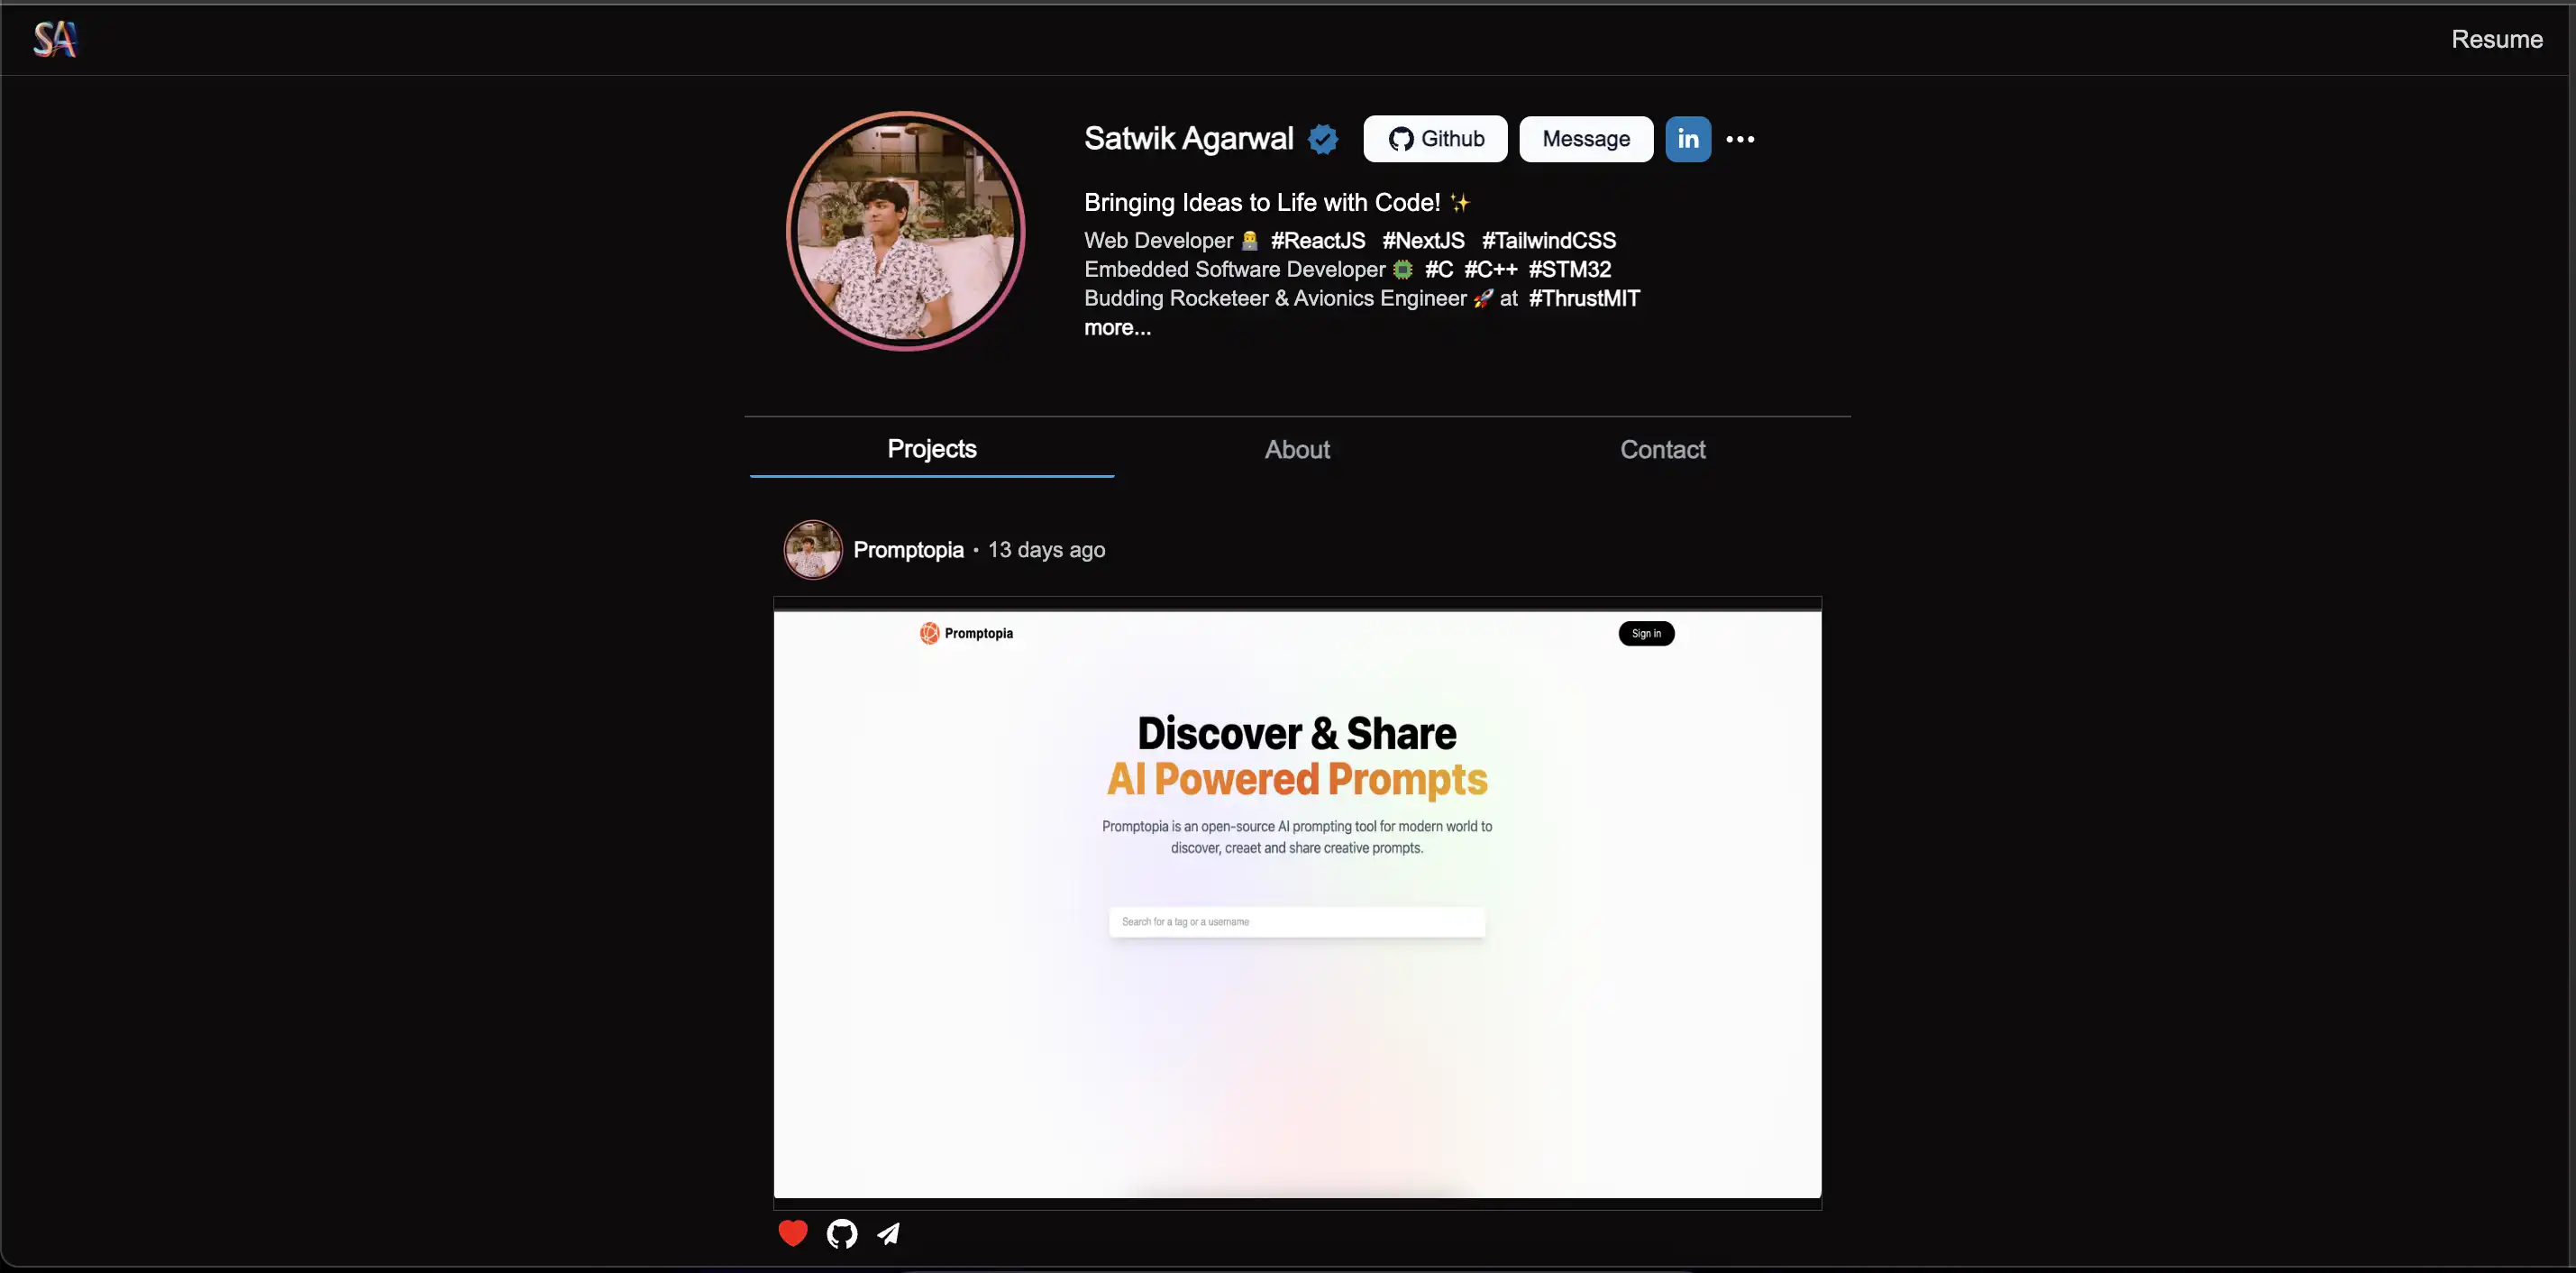 SA
Resume
Satwik Agarwal
Github
Message
in
Bringing Ideas to Life with Code! ✨
Web Developer 👨‍💻 #ReactJS #NextJS #TailwindCSS
Embedded Software Developer #C #C++ #STM32
Budding Rocketeer & Avionics Engineer 🚀 at #ThrustMIT
more...
Projects
About
Contact
Promptopia • 13 days ago
Promptopia
Sign in
Discover & Share
AI Powered Prompts
Promptopia is an open-source AI prompting tool for modern world to
discover, creaet and share creative prompts.
Search for a tag or a username